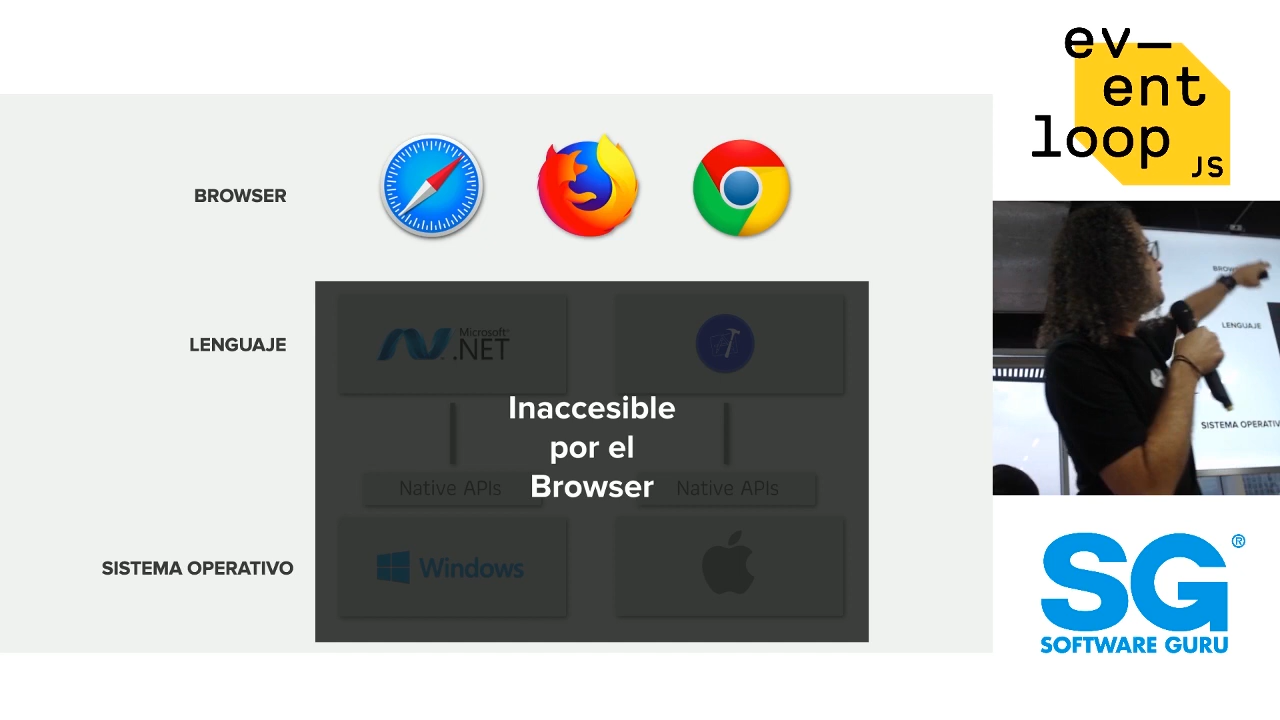 ev—
ent
loop
JS
BROWSER
LENGUAJE
Microsoft®
.NET
Inaccesible
por el
Browser
Native APIs
Native APIs
SISTEMA OPERATIVO
Windows
LENGUAJE
SISTEMA OPERATIV
SG®
SOFTWARE GURU